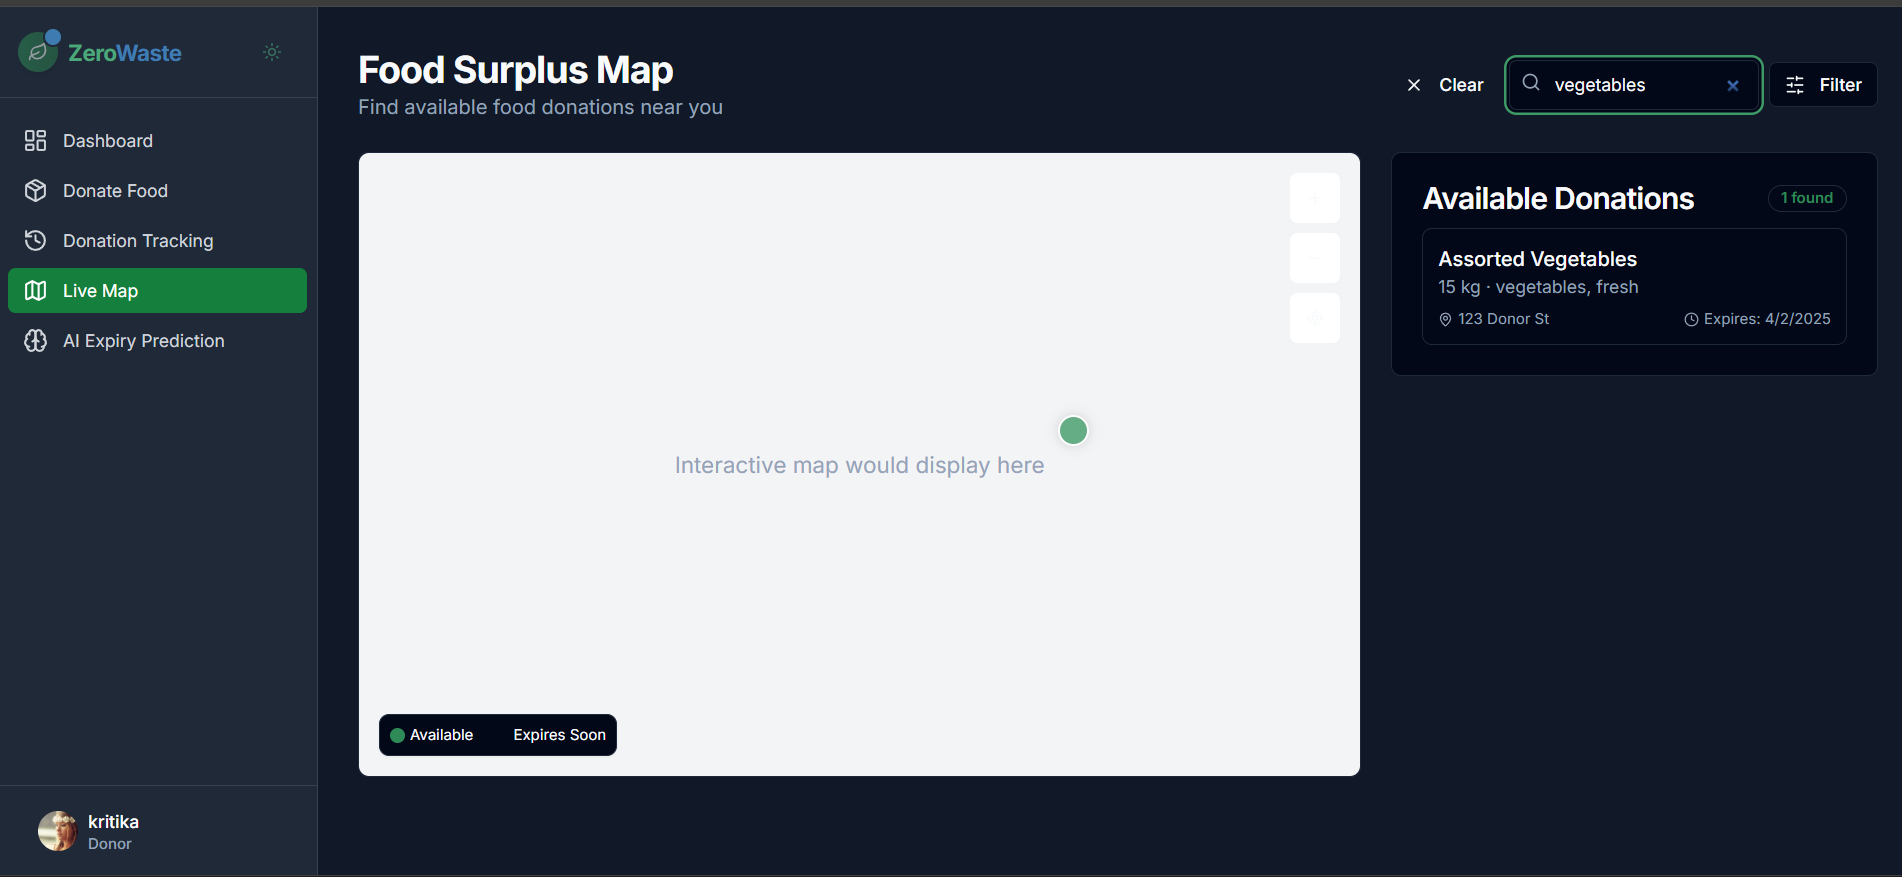 ZeroWaste
Dashboard
Donate Food
Donation Tracking
Live Map
AI Expiry Prediction
kritika
Donor
Food Surplus Map
Find available food donations near you
Clear
vegetables
Filter
Interactive map would display here
Available
Expires Soon
Available Donations
1 found
Assorted Vegetables
15 kg · vegetables, fresh
123 Donor St
Expires: 4/2/2025